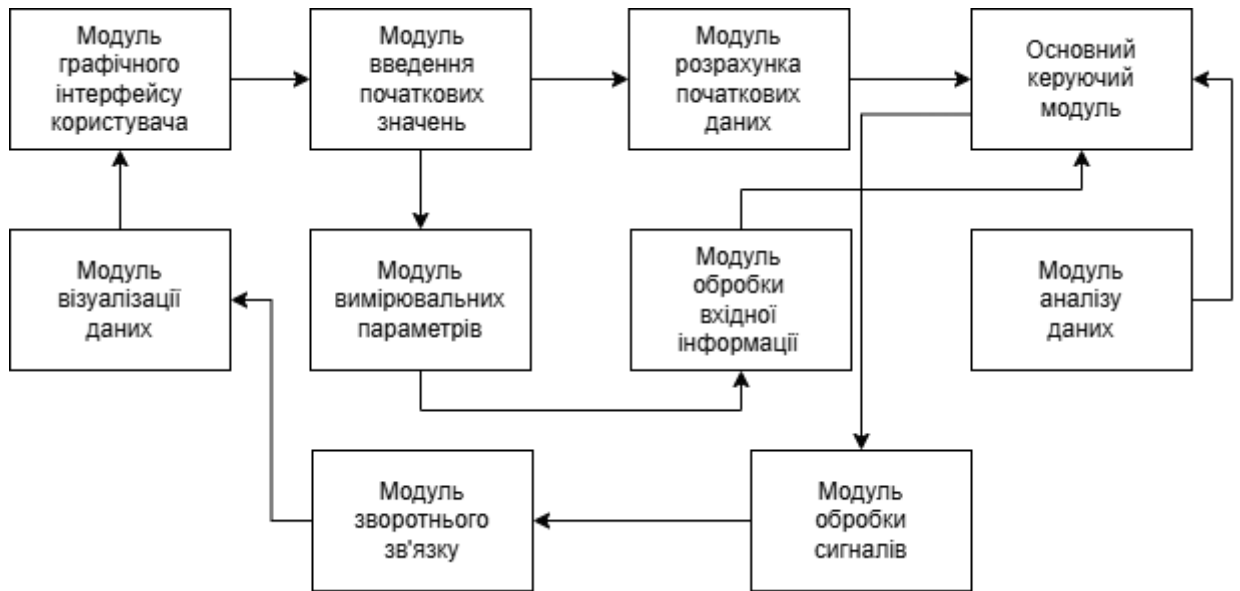 Модуль
графічного
інтерфейсу
користувача
Модуль
введення
початкових
значень
Модуль
розрахунка
початкових
даних
Основний
керуючий
модуль
Модуль
візуалізації
даних
Модуль
вимірювальних
параметрів
Модуль
обробки
вхідної
інформації
Модуль
аналізу
даних
Модуль
зворотнього
зв'язку
Модуль
обробки
сигналів